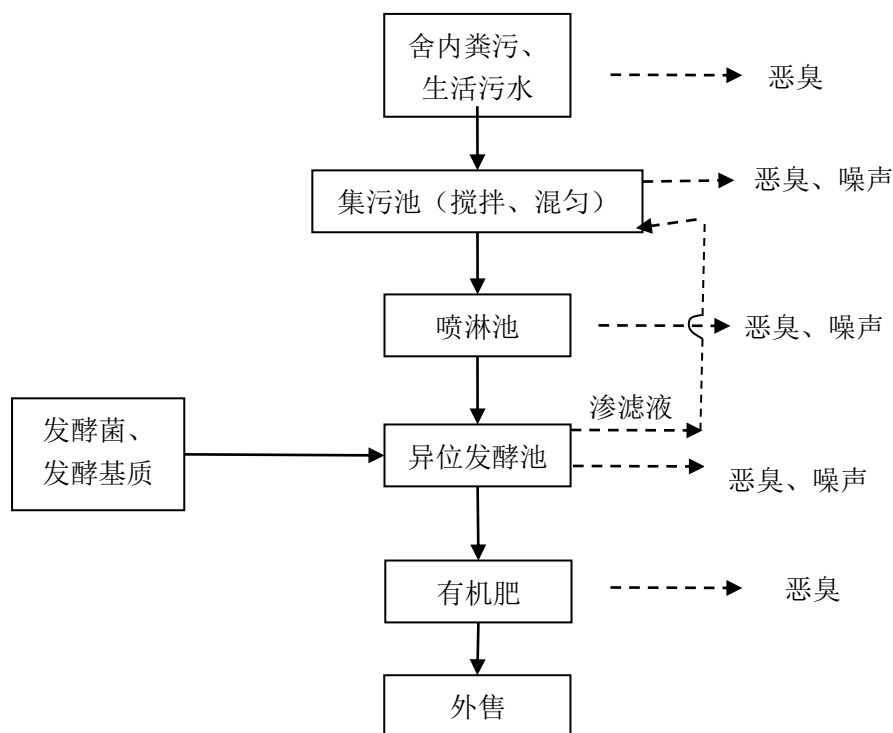 舍内粪污、
生活污水
恶臭
集污池（搅拌、混匀）
恶臭、噪声
喷淋池
恶臭、噪声
渗滤液
发酵菌、
发酵基质
异位发酵池
恶臭、噪声
有机肥
恶臭
外售